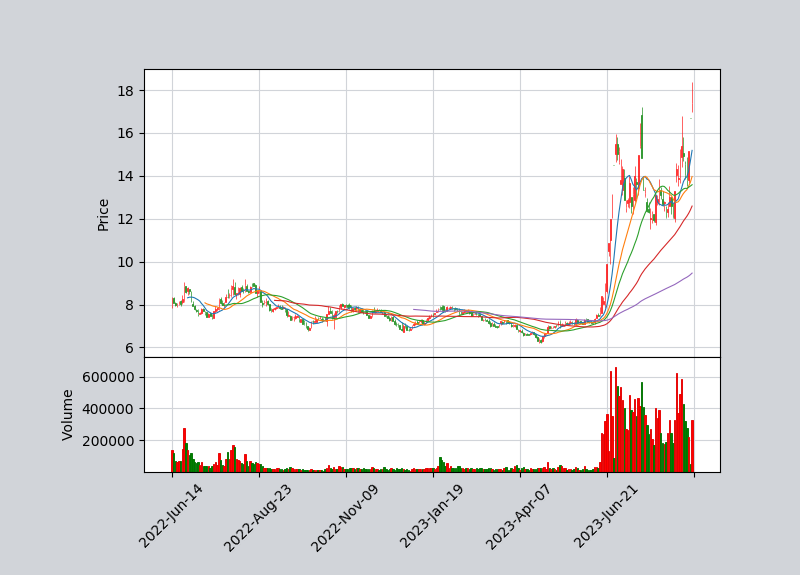 18
16
14
12
10
8
6
Price
600000
400000
200000
Volume
2022-Jun-14
2022-Aug-23
2022-Nov-09
2023-Jan-19
2023-Apr-07
2023-Jun-21